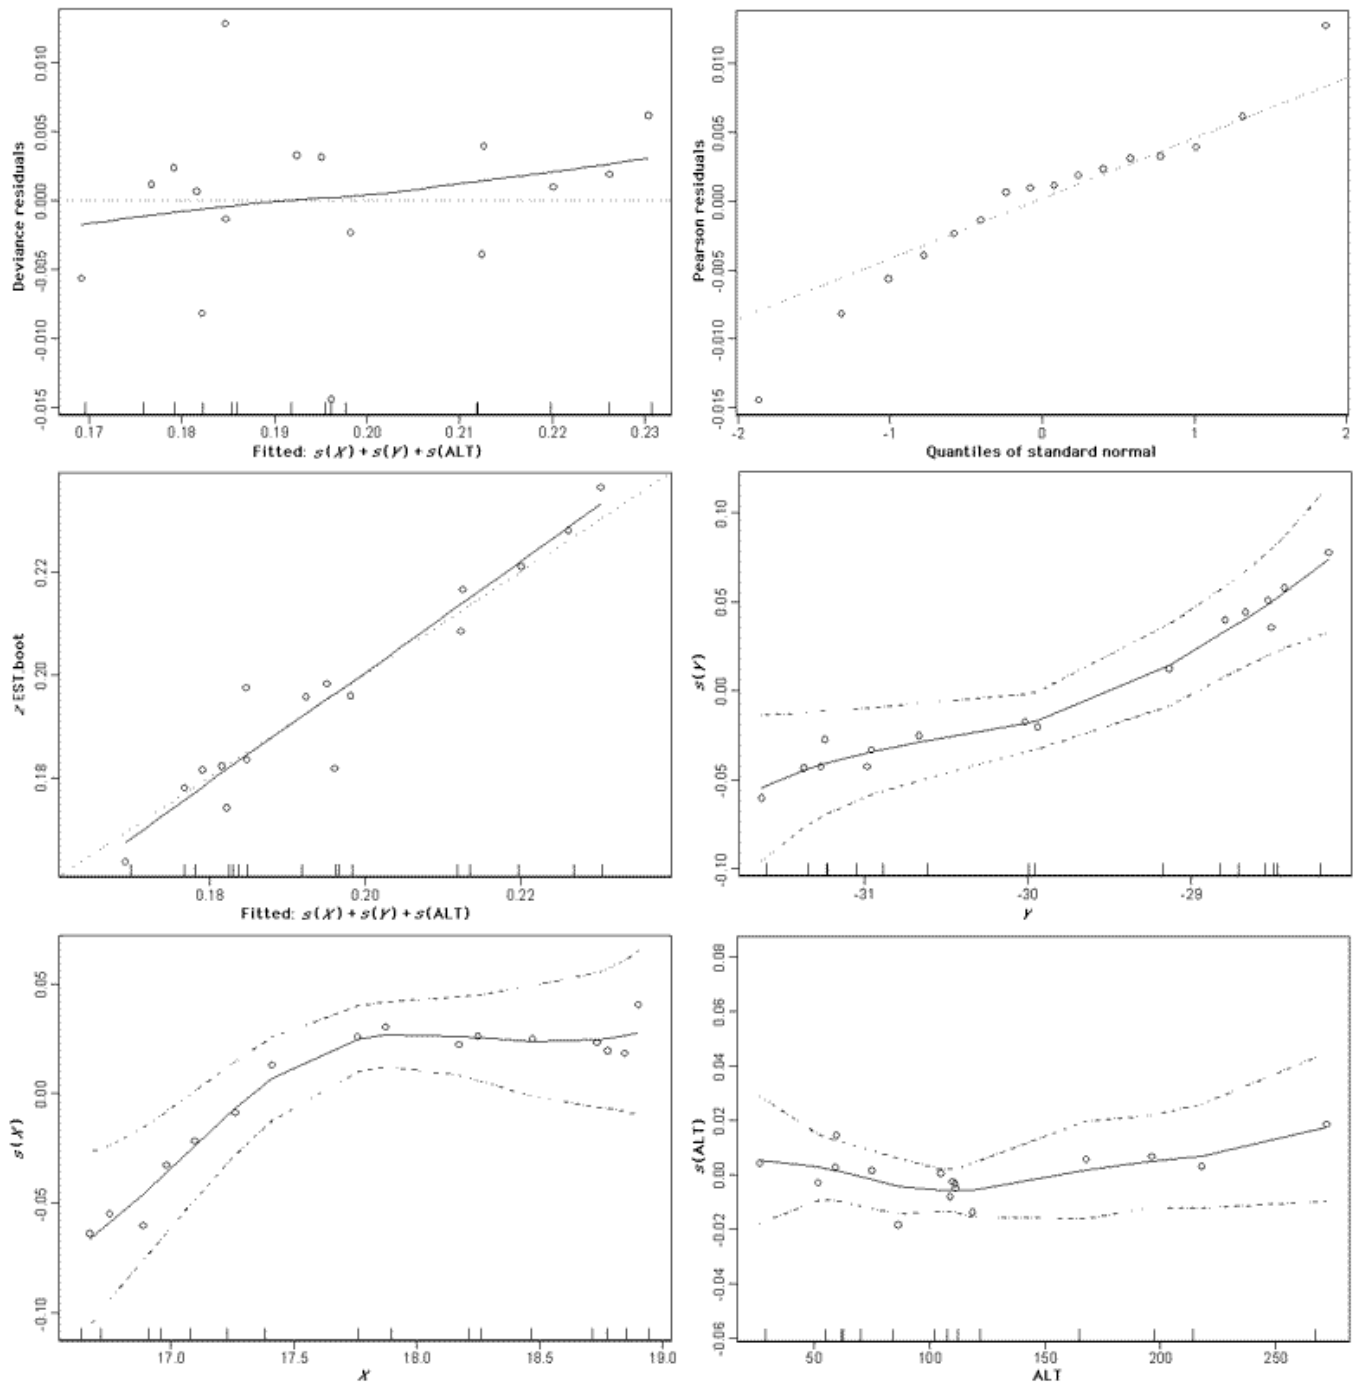 Deviance residuals
0.010
0.005
0.000
-0.005
-0.010
-0.015
0.17 0.18 0.19 0.20 0.21 0.22 0.23
Fitted: s(X) + s(Y) + s(ALT)
Pearson residuals
0.010
0.005
0.000
-0.005
-0.010
-0.015
-2 -1 0 1 2
Quantiles of standard normal
z EST.boot
0.22
0.20
0.18
0.18 0.20 0.22
Fitted: s(X) + s(Y) + s(ALT)
s(Y)
0.10
0.05
0.00
-0.05
-0.10
-31 -30 -29
Y
s(X)
0.05
0.00
-0.05
-0.10
17.0 17.5 18.0 18.5 19.0
X
s(ALT)
0.08
0.06
0.04
0.02
0.00
-0.02
-0.04
-0.06
50 100 150 200 250
ALT